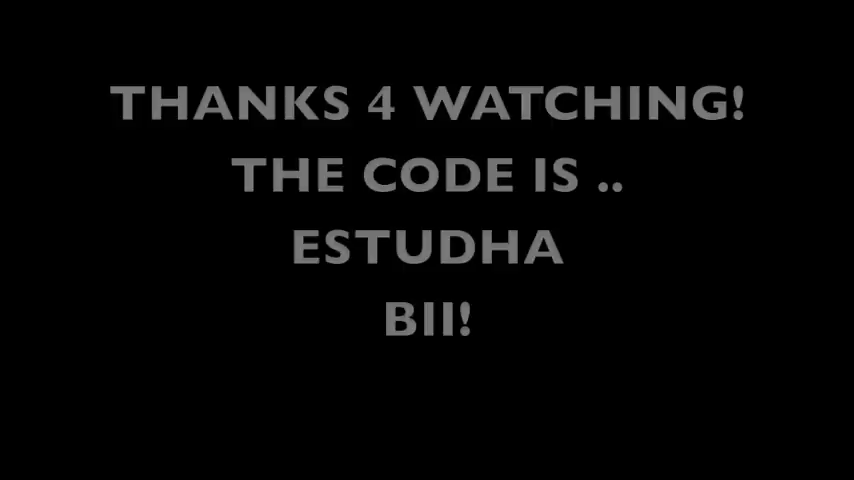 THANKS 4 WATCHING!
THE CODE IS ..
ESTUDHA
BII!